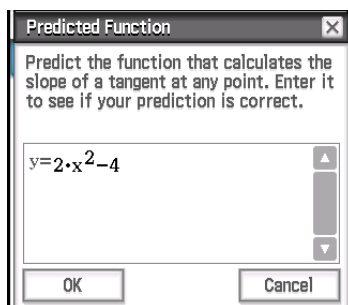 Predicted Function
Predict the function that calculates the
slope of a tangent at any point. Enter it
to see if your prediction is correct.
y=2·x²−4
OK Cancel